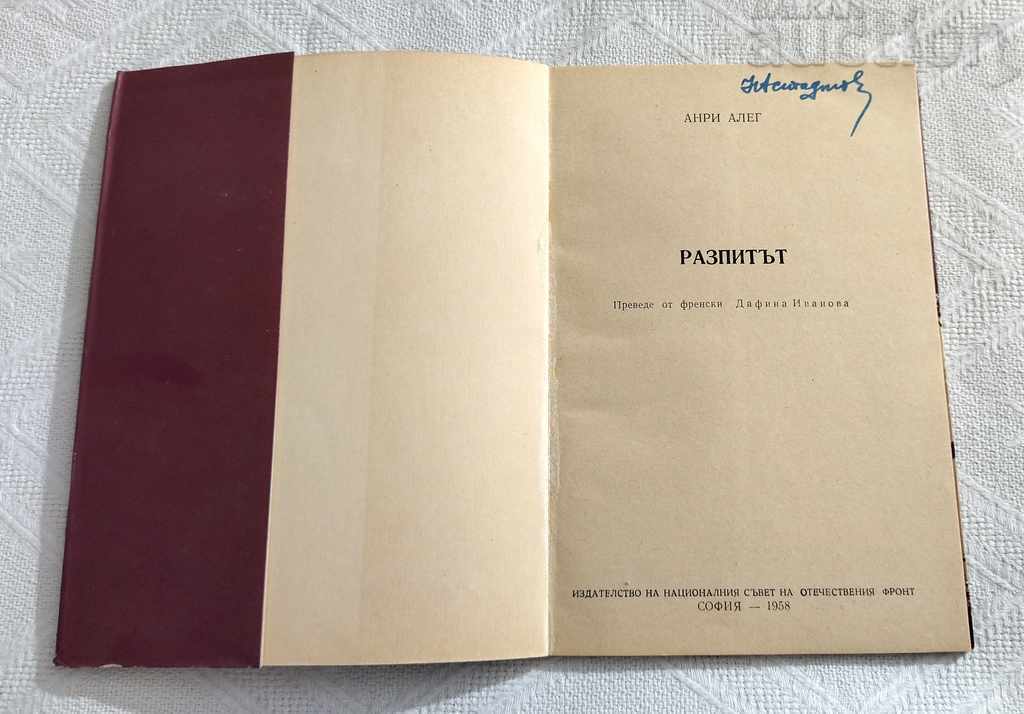 АНРИ АЛЕГ
РАЗПИТЪТ
Преведе от френски Дафина Иванова
ИЗДАТЕЛСТВО НА НАЦИОНАЛНИЯ СЪВЕТ НА ОТЕЧЕСТВЕНИЯ ФРОНТ
СОФИЯ — 1958